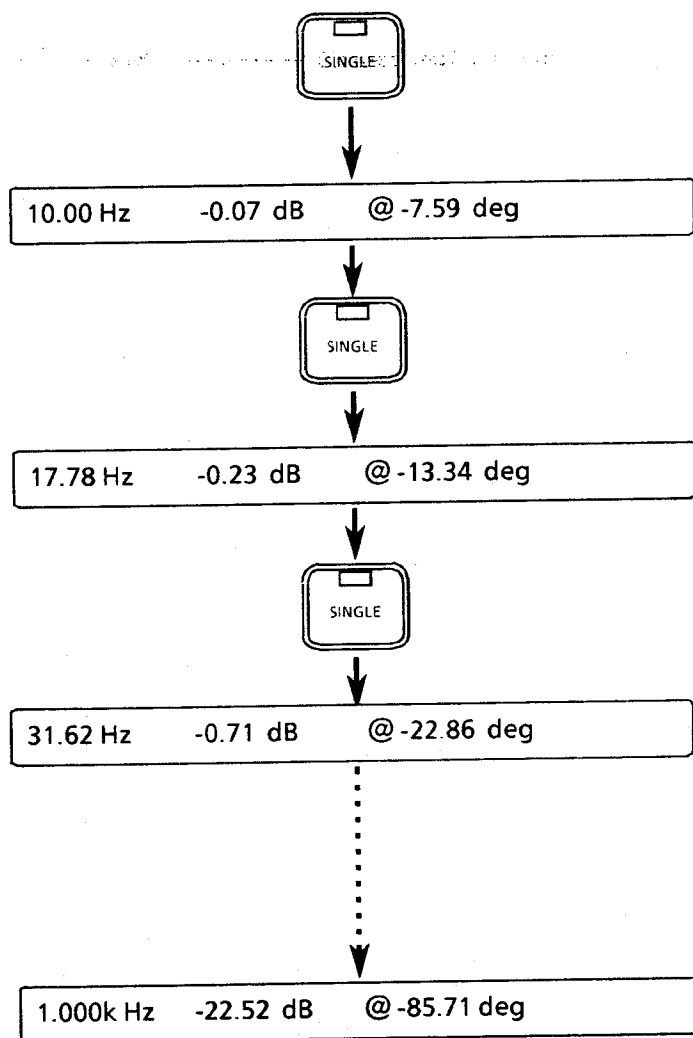 SINGLE
10.00 Hz -0.07 dB @ -7.59 deg
SINGLE
17.78 Hz -0.23 dB @ -13.34 deg
SINGLE
31.62 Hz -0.71 dB @ -22.86 deg
1.000k Hz -22.52 dB @ -85.71 deg